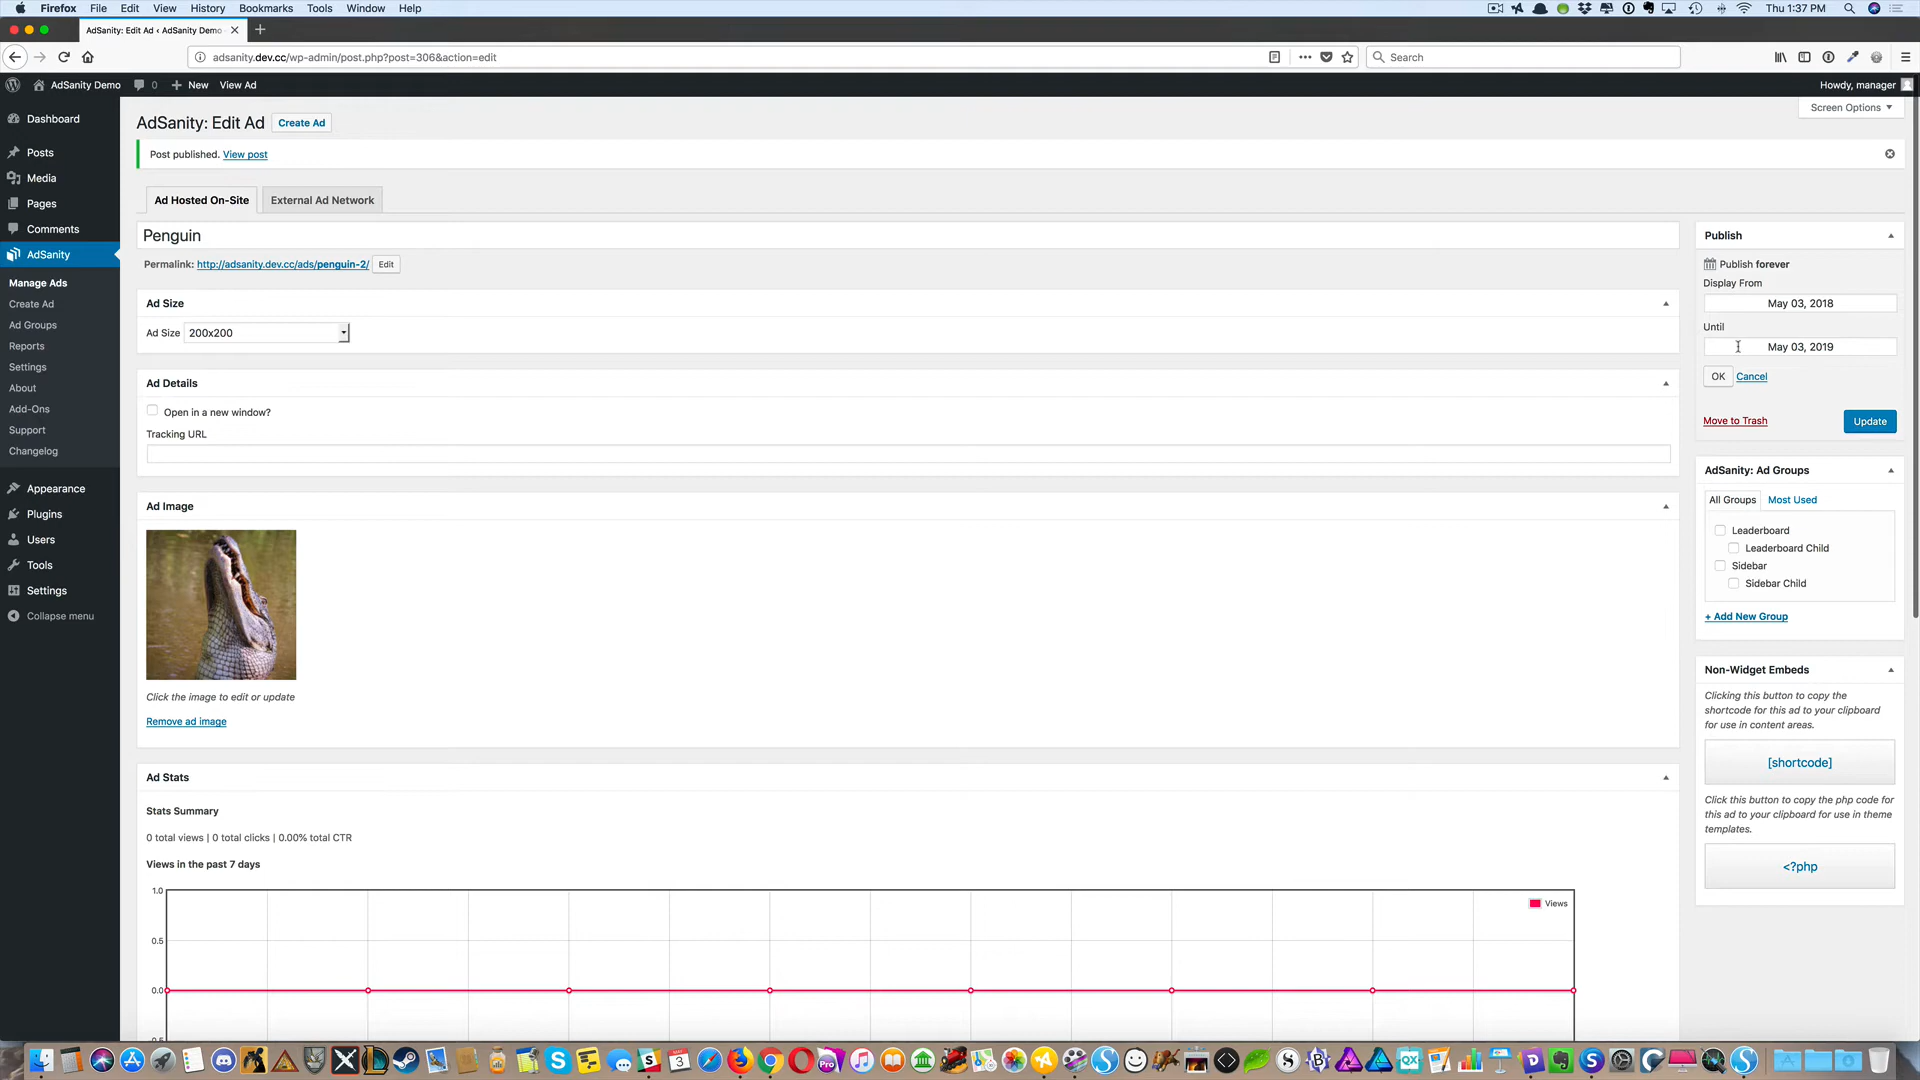 Firefox File Edit View History Bookmarks Tools Window Help Thu 1:37 PM
AdSanity: Edit Ad ‹ AdSanity Demo
adsanity.dev.cc/wp-admin/post.php?post=306&action=edit
Search
AdSanity Demo 0 New View Ad Howdy, manager
Screen Options
Dashboard
Posts
Media
Pages
Comments
AdSanity
Manage Ads
Create Ad
Ad Groups
Reports
Settings
About
Add-Ons
Support
Changelog
Appearance
Plugins
Users
Tools
Settings
Collapse menu
AdSanity: Edit Ad Create Ad
Post published. View post
Ad Hosted On-Site External Ad Network
Penguin
Permalink: http://adsanity.dev.cc/ads/penguin-2/ Edit
Ad Size
Ad Size 200x200
Ad Details
Open in a new window?
Tracking URL
Ad Image
Click the image to edit or update
Remove ad image
Ad Stats
Stats Summary
0 total views | 0 total clicks | 0.00% total CTR
Views in the past 7 days
1.0
0.5
0.0
Views
Publish
Publish forever
Display From
May 03, 2018
Until
May 03, 2019
OK Cancel
Move to Trash Update
AdSanity: Ad Groups
All Groups Most Used
Leaderboard
Leaderboard Child
Sidebar
Sidebar Child
+ Add New Group
Non-Widget Embeds
Clicking this button to copy the
shortcode for this ad to your clipboard
for use in content areas.
[shortcode]
Click this button to copy the php code for
this ad to your clipboard for use in theme
templates.
<?php